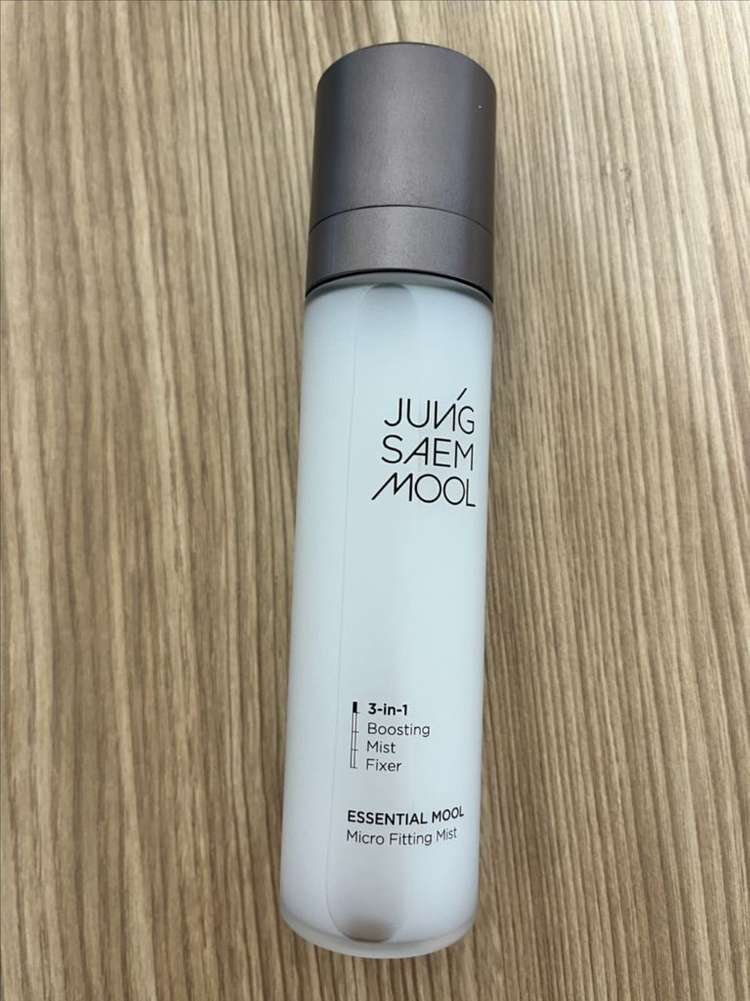 JUNG
SAEM
MOOL
3-in-1
Boosting
Mist
Fixer
ESSENTIAL MOOL
Micro Fitting Mist